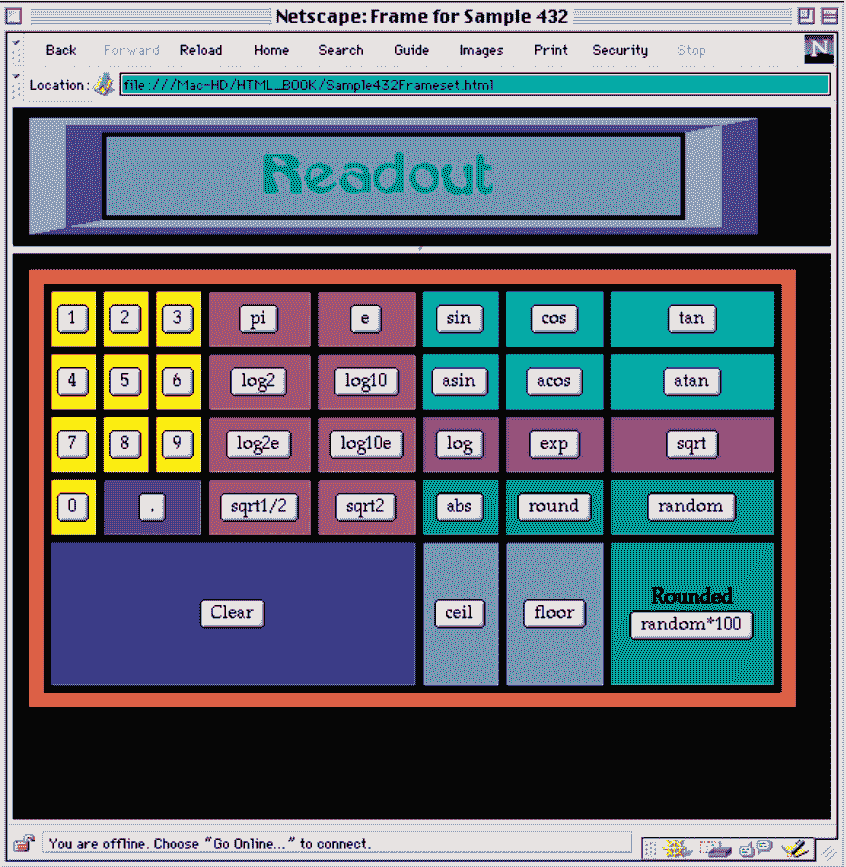 Netscape: Frame for Sample 432
Back Forward Reload Home Search Guide Images Print Security Stop
N
Location: file:///Mac-HD/HTML_BOOK/Sample432Frameset.html
Readout
1 2 3 pi e sin cos tan
4 5 6 log2 log10 asin acos atan
7 8 9 log2e log10e log exp sqrt
0 . sqrt1/2 sqrt2 abs round random
Rounded
Clear ceil floor random*100
You are offline. Choose "Go Online..." to connect.